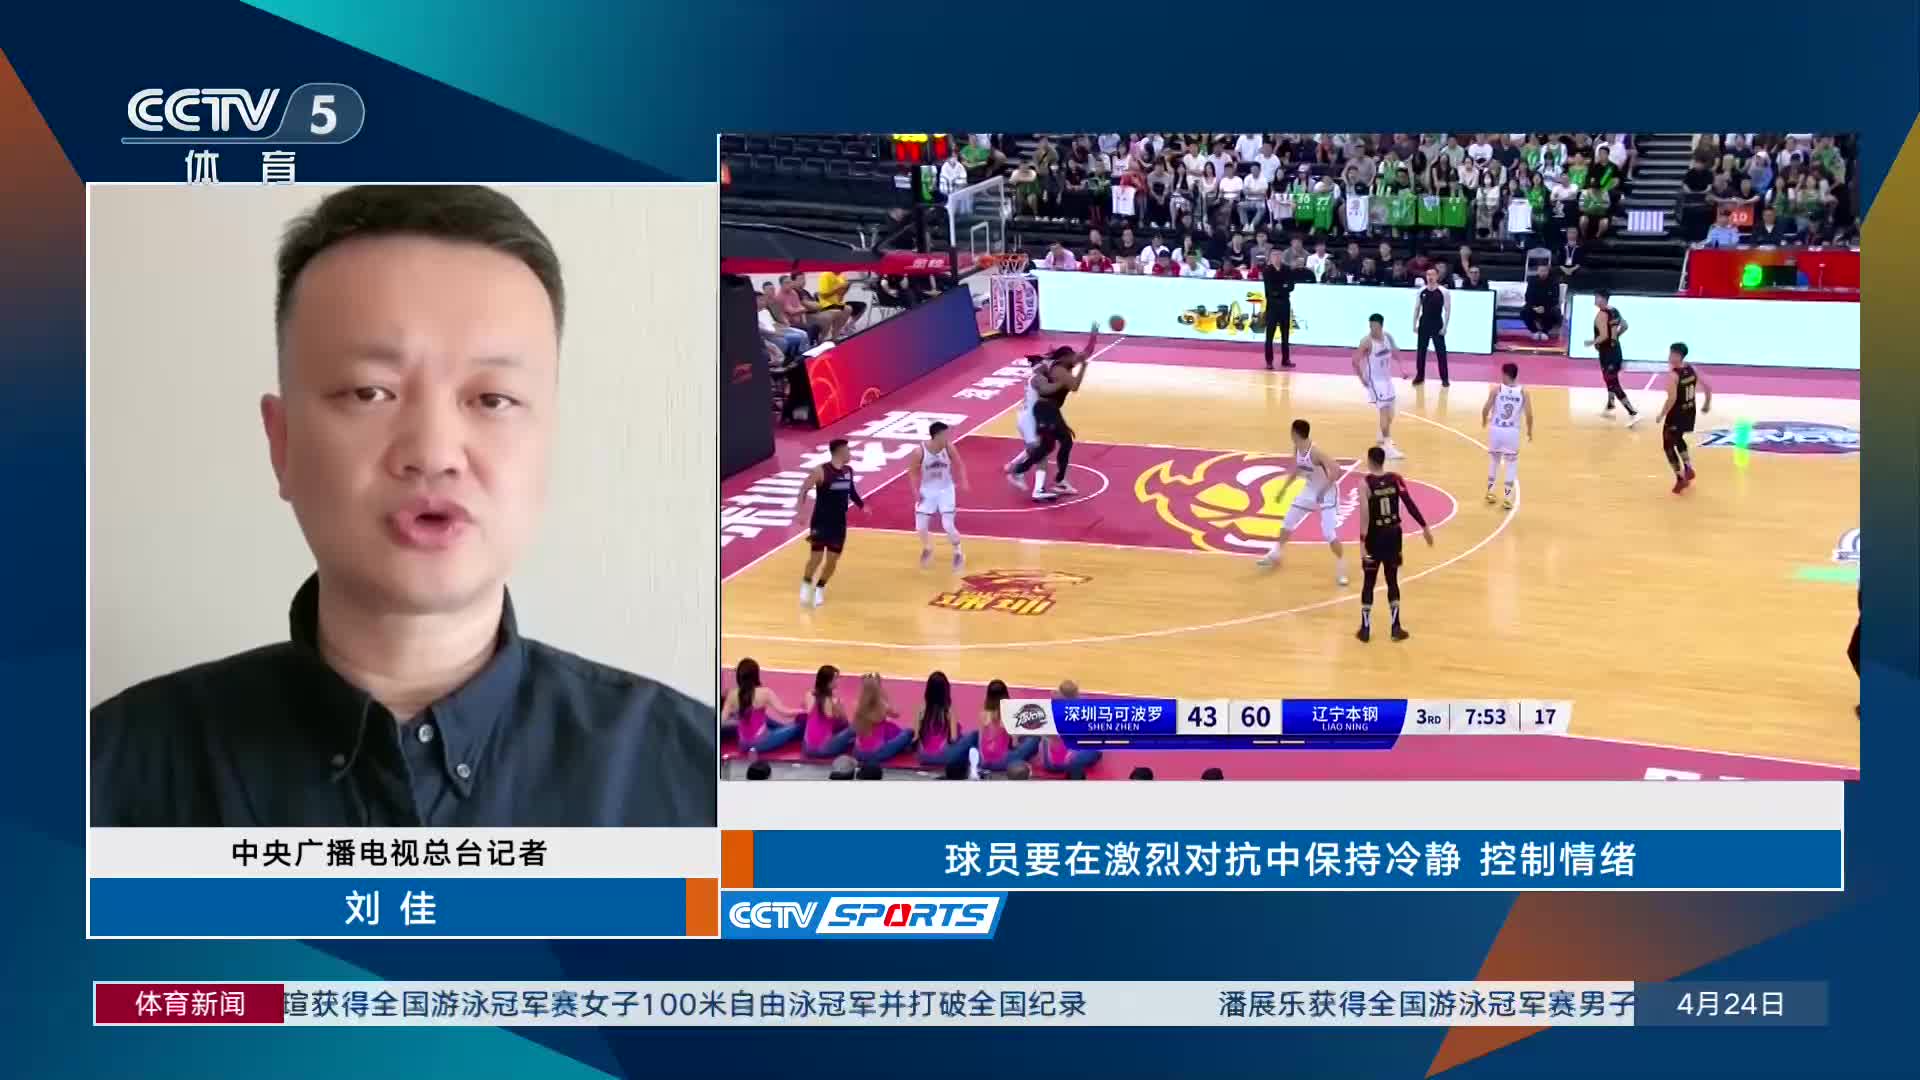 CCTV 5
体 育
10
3
深圳马可波罗 43 60 辽宁本钢 3RD 7:53 17
SHEN ZHEN LIAO NING
中央广播电视总台记者
刘 佳
球员要在激烈对抗中保持冷静 控制情绪
CCTV SPORTS
体育新闻 瑄获得全国游泳冠军赛女子100米自由泳冠军并打破全国纪录 潘展乐获得全国游泳冠军赛男子 4月24日